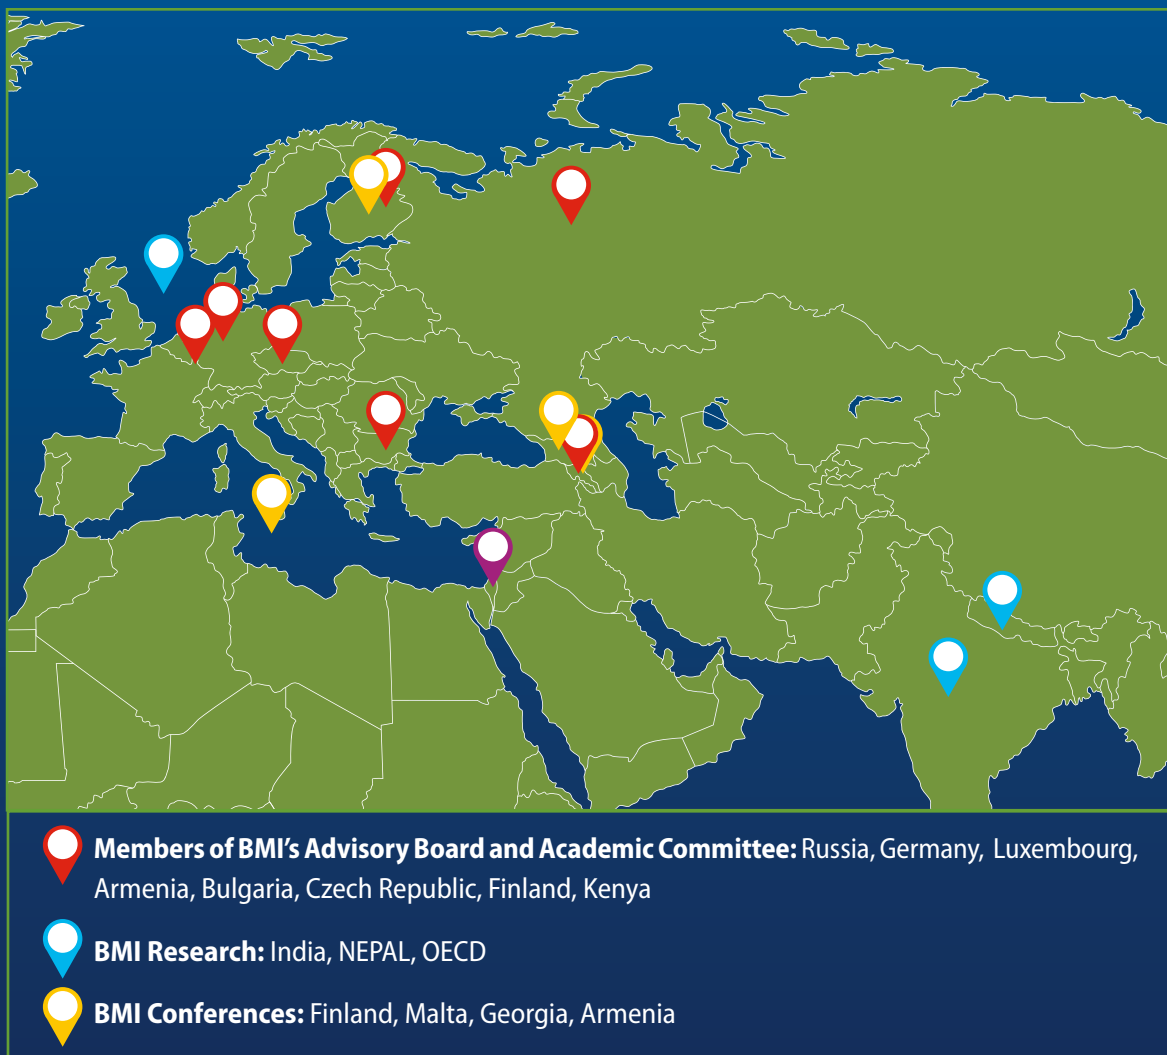 Members of BMI's Advisory Board and Academic Committee: Russia, Germany, Luxembourg,
Armenia, Bulgaria, Czech Republic, Finland, Kenya
BMI Research: India, NEPAL, OECD
BMI Conferences: Finland, Malta, Georgia, Armenia